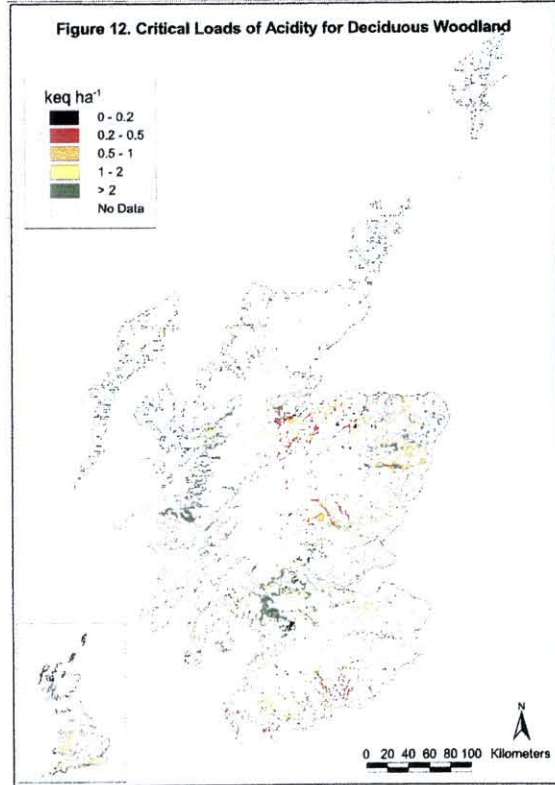 Figure 12. Critical Loads of Acidity for Deciduous Woodland
keq ha⁻¹
0 - 0.2
0.2 - 0.5
0.5 - 1
1 - 2
> 2
No Data
N
0 20 40 60 80 100 Kilometers